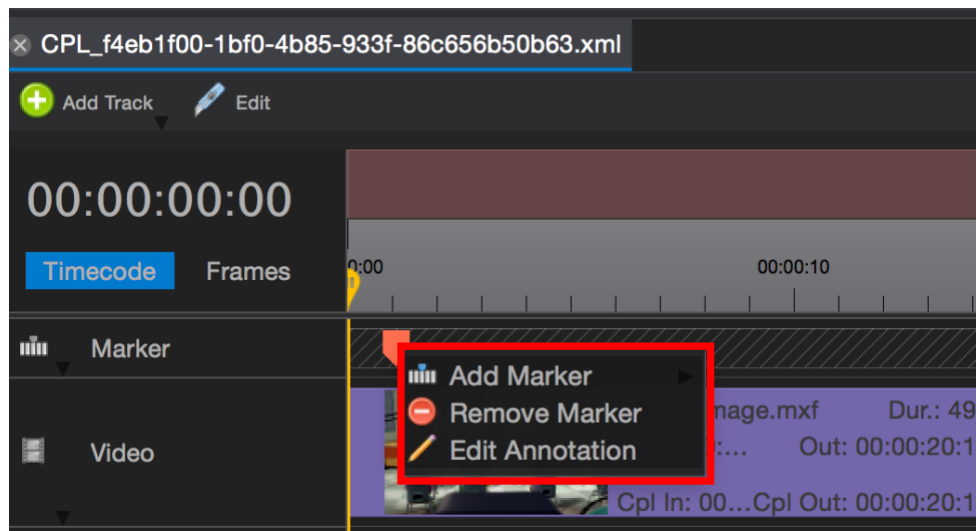 CPL_f4eb1f00-1bf0-4b85-933f-86c656b50b63.xml
Add Track Edit
00:00:00:00
Timecode Frames
0:00 00:00:10
Marker
Add Marker
Remove Marker
Edit Annotation
mage.mxf Dur.: 49
Video
Out: 00:00:20:1
Cpl In: 00...Cpl Out: 00:00:20:1